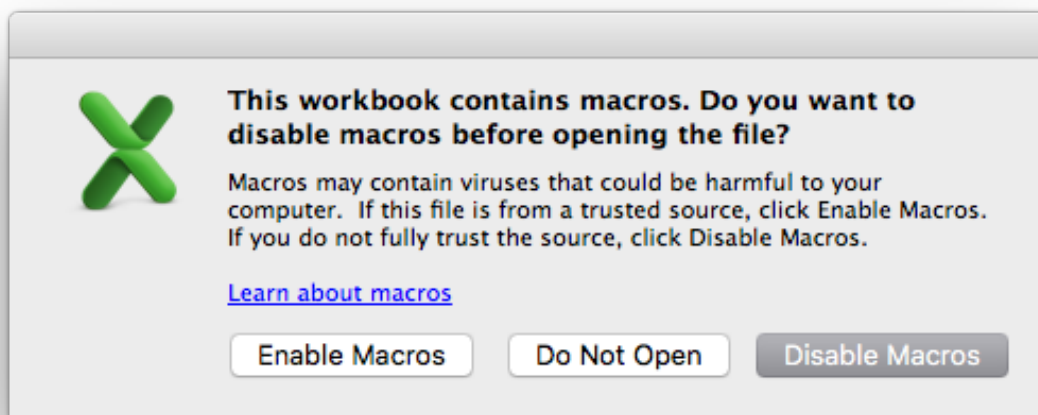 This workbook contains macros. Do you want to
disable macros before opening the file?
Macros may contain viruses that could be harmful to your
computer.  If this file is from a trusted source, click Enable Macros.
If you do not fully trust the source, click Disable Macros.
Learn about macros
Enable Macros Do Not Open Disable Macros